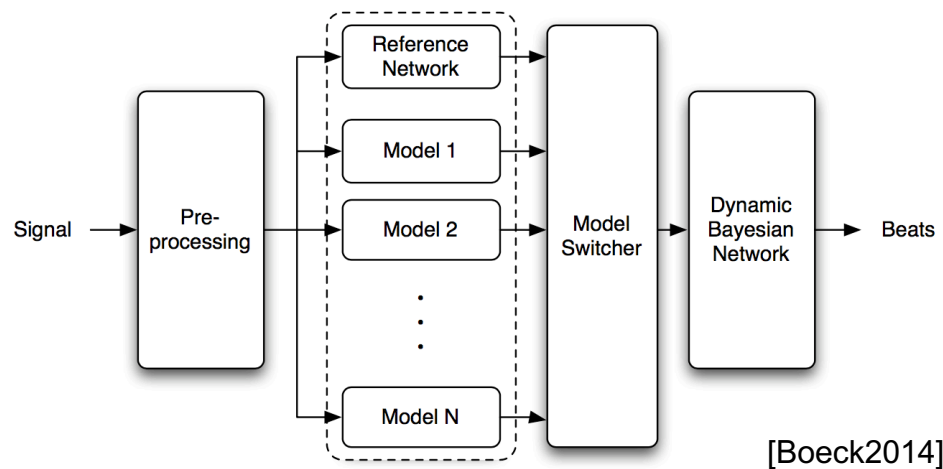 Signal
Pre-
processing
Reference
Network
Model 1
Model 2
Model N
Model
Switcher
Dynamic
Bayesian
Network
Beats
[Boeck2014]